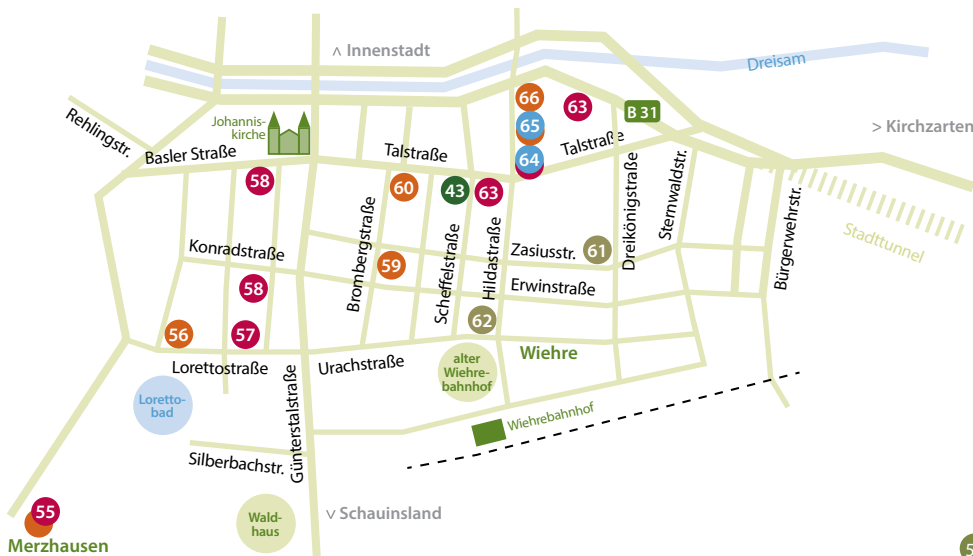 ∧ Innenstadt
Dreisam
Rehlingstr.
Johannis-
kirche
66
63
B 31
65
> Kirchzarten
Basler Straße
Talstraße
Talstraße
64
58
60
43
63
Brombergstraße
Scheffelstraße
Hildastraße
Dreikönigstraße
Sternwaldstr.
Bürgerwehrstr.
Stadttunnel
Konradstraße
Zasiusstr.
61
59
Erwinstraße
58
62
56
57
Lorettostraße
Urachstraße
alter
Wiehre-
bahnhof
Wiehre
Loretto-
bad
Günterstalstraße
Wiehrebahnhof
Silberbachstr.
55
Merzhausen
Wald-
haus
∨ Schauinsland